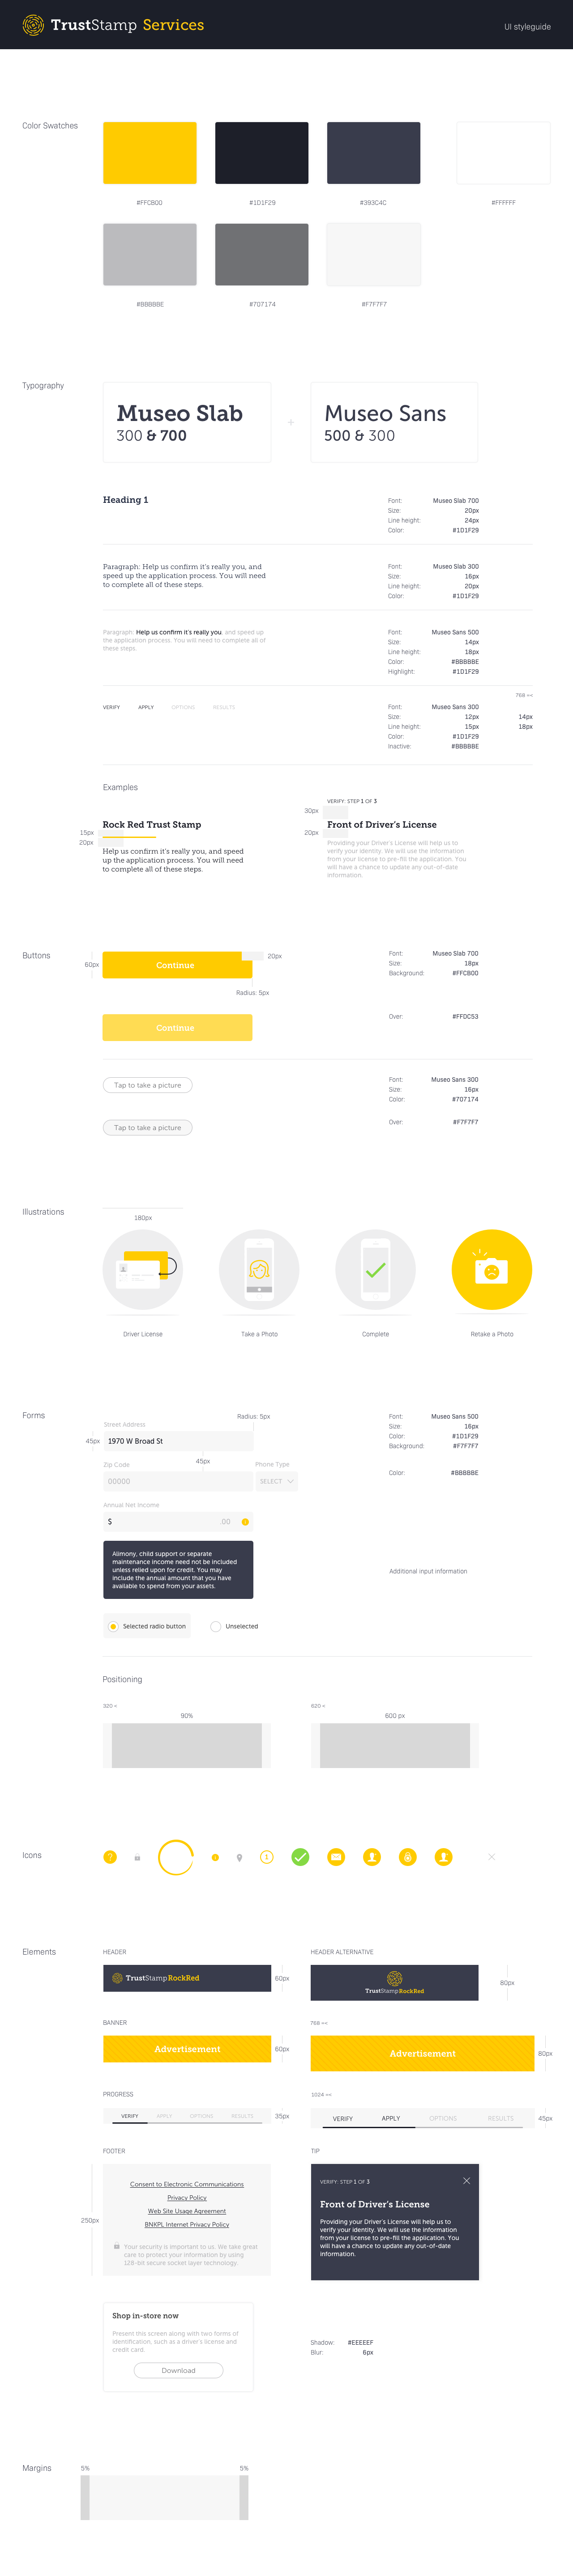 TrustStamp Services
UI styleguide
Color Swatches
#FFCB00
#1D1F29
#393C4C
#FFFFFF
#BBBBBE
#707174
#F7F7F7
Typography
Museo Slab
300 & 700
+
Museo Sans
500 & 300
Heading 1
Font: Museo Slab 700
Size: 20px
Line height: 24px
Color: #1D1F29
Paragraph: Help us confirm it's really you, and
speed up the application process. You will need
to complete all of these steps.
Font: Museo Slab 300
Size: 16px
Line height: 20px
Color: #1D1F29
Paragraph: Help us confirm it's really you, and speed up
the application process. You will need to complete all of
these steps.
Font: Museo Sans 500
Size: 14px
Line height: 18px
Color: #BBBBBE
Highlight: #1D1F29
768 =<
VERIFY APPLY OPTIONS RESULTS
Font: Museo Sans 300
Size: 12px 14px
Line height: 15px 18px
Color: #1D1F29
Inactive: #BBBBBE
Examples
Rock Red Trust Stamp
15px
20px
Help us confirm it's really you, and speed
up the application process. You will need
to complete all of these steps.
VERIFY: STEP 1 OF 3
30px
Front of Driver's License
20px
Providing your Driver's License will help us to
verify your identity. We will use the information
from your license to pre-fill the application. You
will have a chance to update any out-of-date
information.
Buttons
60px
Continue
20px
Radius: 5px
Font: Museo Slab 700
Size: 18px
Background: #FFCB00
Continue
Over: #FFDC53
Tap to take a picture
Font: Museo Sans 300
Size: 16px
Color: #707174
Tap to take a picture
Over: #F7F7F7
Illustrations
180px
Driver License
Take a Photo
Complete
Retake a Photo
Forms
Radius: 5px
Street Address
45px
1970 W Broad St
45px
Zip Code
Phone Type
00000
SELECT
Annual Net Income
$ .00
Font: Museo Sans 500
Size: 16px
Color: #1D1F29
Background: #F7F7F7
Color: #BBBBBE
Alimony, child support or separate
maintenance income need not be included
unless relied upon for credit. You may
include the annual amount that you have
available to spend from your assets.
Additional input information
Selected radio button
Unselected
Positioning
320 <
90%
620 <
600 px
Icons
Elements
HEADER
TrustStamp RockRed
60px
HEADER ALTERNATIVE
TrustStamp RockRed
80px
BANNER
Advertisement
60px
768 =<
Advertisement
80px
PROGRESS
VERIFY APPLY OPTIONS RESULTS
35px
1024 =<
VERIFY APPLY OPTIONS RESULTS
45px
FOOTER
250px
Consent to Electronic Communications
Privacy Policy
Web Site Usage Agreement
BNKPL Internet Privacy Policy
Your security is important to us. We take great
care to protect your information by using
128-bit secure socket layer technology.
TIP
VERIFY: STEP 1 OF 3
Front of Driver's License
Providing your Driver's License will help us to
verify your identity. We will use the information
from your license to pre-fill the application. You
will have a chance to update any out-of-date
information.
Shop in-store now
Present this screen along with two forms of
identification, such as a driver's license and
credit card.
Download
Shadow: #EEEEEF
Blur: 6px
Margins
5%
5%